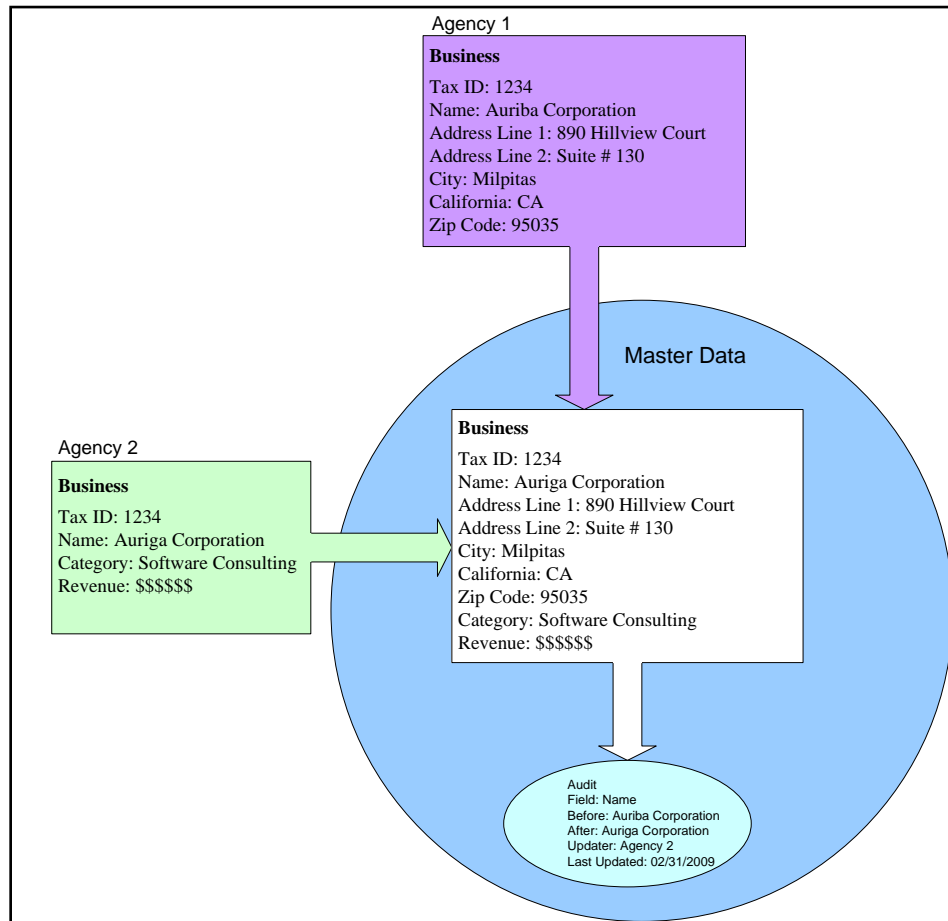 Agency 1
Business
Tax ID: 1234
Name: Auriba Corporation
Address Line 1: 890 Hillview Court
Address Line 2: Suite # 130
City: Milpitas
California: CA
Zip Code: 95035
Master Data
Business
Tax ID: 1234
Name: Auriga Corporation
Address Line 1: 890 Hillview Court
Address Line 2: Suite # 130
City: Milpitas
California: CA
Zip Code: 95035
Category: Software Consulting
Revenue: $$$$$$
Agency 2
Business
Tax ID: 1234
Name: Auriga Corporation
Category: Software Consulting
Revenue: $$$$$$
Audit
Field: Name
Before: Auriba Corporation
After: Auriga Corporation
Updater: Agency 2
Last Updated: 02/31/2009